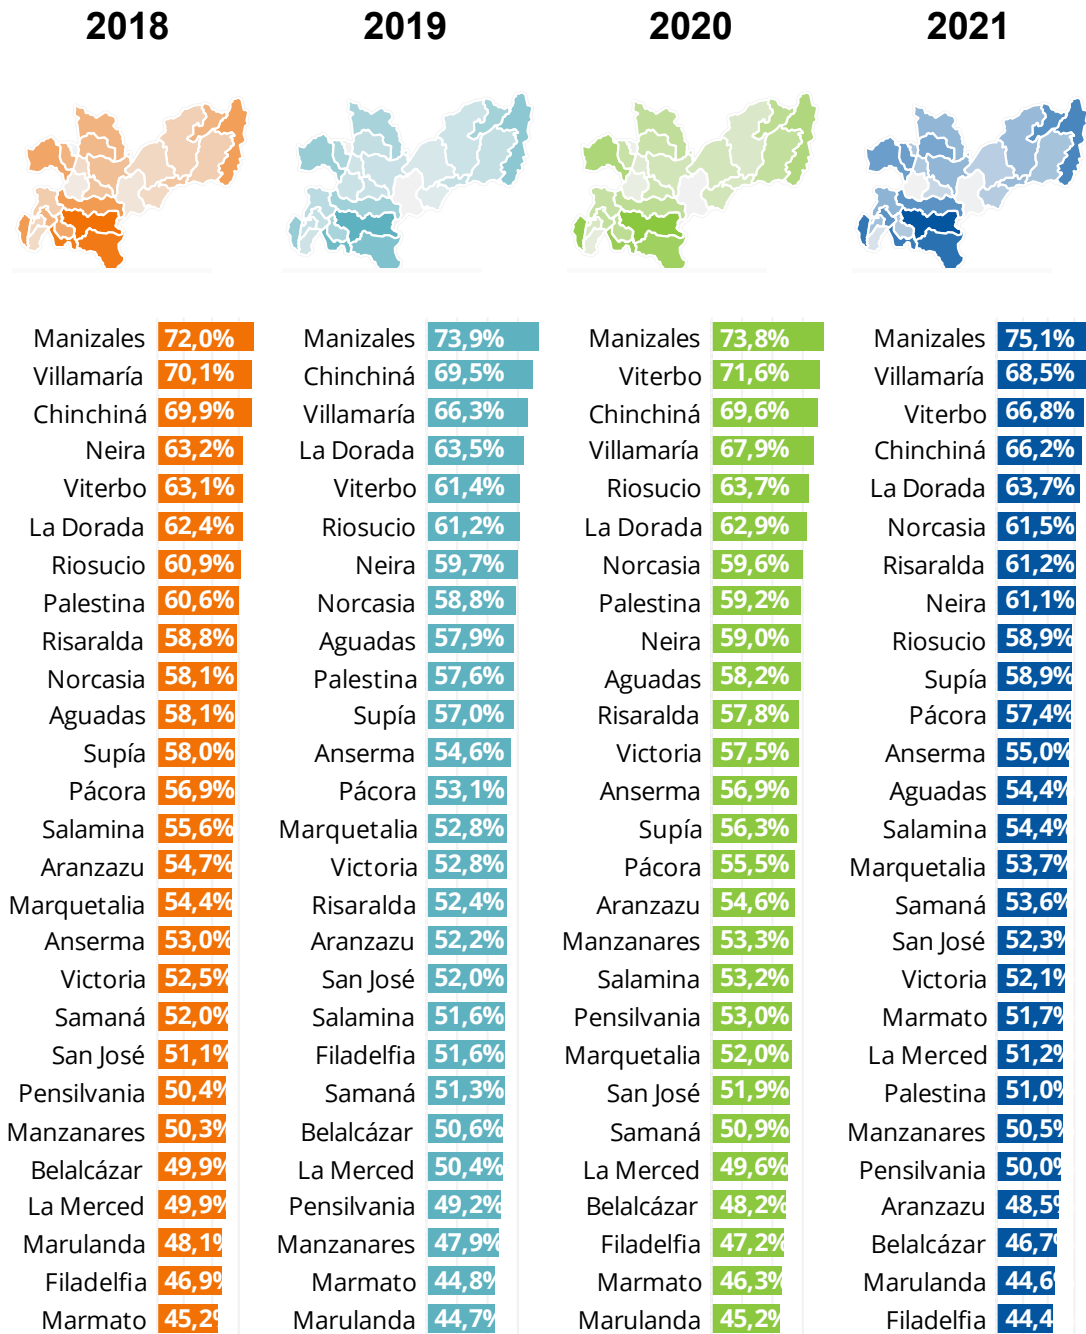 2018 2019 2020 2021
Manizales 72,0% Manizales 73,9% Manizales 73,8% Manizales 75,1%
Villamaría 70,1% Chinchiná 69,5% Viterbo 71,6% Villamaría 68,5%
Chinchiná 69,9% Villamaría 66,3% Chinchiná 69,6% Viterbo 66,8%
Neira 63,2% La Dorada 63,5% Villamaría 67,9% Chinchiná 66,2%
Viterbo 63,1% Viterbo 61,4% Riosucio 63,7% La Dorada 63,7%
La Dorada 62,4% Riosucio 61,2% La Dorada 62,9% Norcasia 61,5%
Riosucio 60,9% Neira 59,7% Norcasia 59,6% Risaralda 61,2%
Palestina 60,6% Norcasia 58,8% Palestina 59,2% Neira 61,1%
Risaralda 58,8% Aguadas 57,9% Neira 59,0% Riosucio 58,9%
Norcasia 58,1% Palestina 57,6% Aguadas 58,2% Supía 58,9%
Aguadas 58,1% Supía 57,0% Risaralda 57,8% Pácora 57,4%
Supía 58,0% Anserma 54,6% Victoria 57,5% Anserma 55,0%
Pácora 56,9% Pácora 53,1% Anserma 56,9% Aguadas 54,4%
Salamina 55,6% Marquetalia 52,8% Supía 56,3% Salamina 54,4%
Aranzazu 54,7% Victoria 52,8% Pácora 55,5% Marquetalia 53,7%
Marquetalia 54,4% Risaralda 52,4% Aranzazu 54,6% Samaná 53,6%
Anserma 53,0% Aranzazu 52,2% Manzanares 53,3% San José 52,3%
Victoria 52,5% San José 52,0% Salamina 53,2% Victoria 52,1%
Samaná 52,0% Salamina 51,6% Pensilvania 53,0% Marmato 51,7%
San José 51,1% Filadelfia 51,6% Marquetalia 52,0% La Merced 51,2%
Pensilvania 50,4% Samaná 51,3% San José 51,9% Palestina 51,0%
Manzanares 50,3% Belalcázar 50,6% Samaná 50,9% Manzanares 50,5%
Belalcázar 49,9% La Merced 50,4% La Merced 49,6% Pensilvania 50,0%
La Merced 49,9% Pensilvania 49,2% Belalcázar 48,2% Aranzazu 48,5%
Marulanda 48,1% Manzanares 47,9% Filadelfia 47,2% Belalcázar 46,7%
Filadelfia 46,9% Marmato 44,8% Marmato 46,3% Marulanda 44,6%
Marmato 45,2% Marulanda 44,7% Marulanda 45,2% Filadelfia 44,4